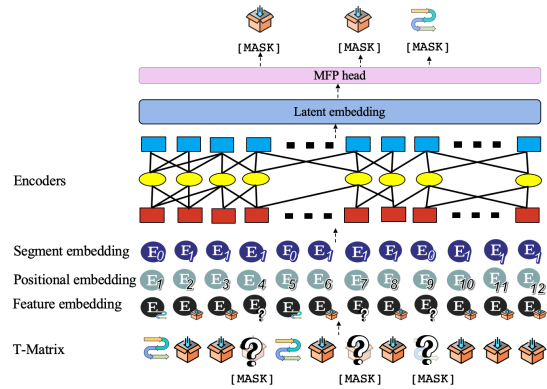 [MASK] [MASK] [MASK]
MFP head
Latent embedding
Encoders
Segment embedding E0 E1 E1 E1 E0 E1 E1 E1 E0 E1 E1 E1
Positional embedding E1 E2 E3 E4 E5 E6 E7 E8 E9 E10 E11 E12
Feature embedding E E E E? E E E? E E? E E E
T-Matrix ? ? ?
[MASK] [MASK] [MASK]